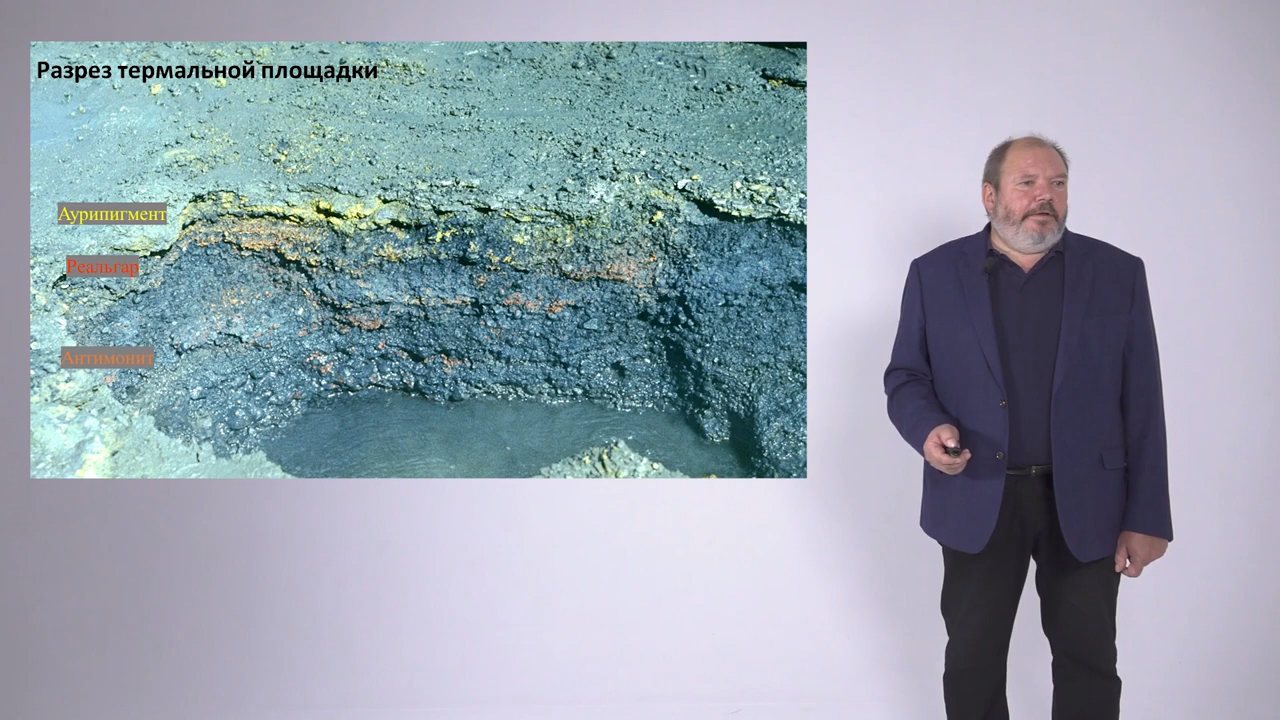 Разрез термальной площадки
Аурипигмент
Реальгар
Антимонит